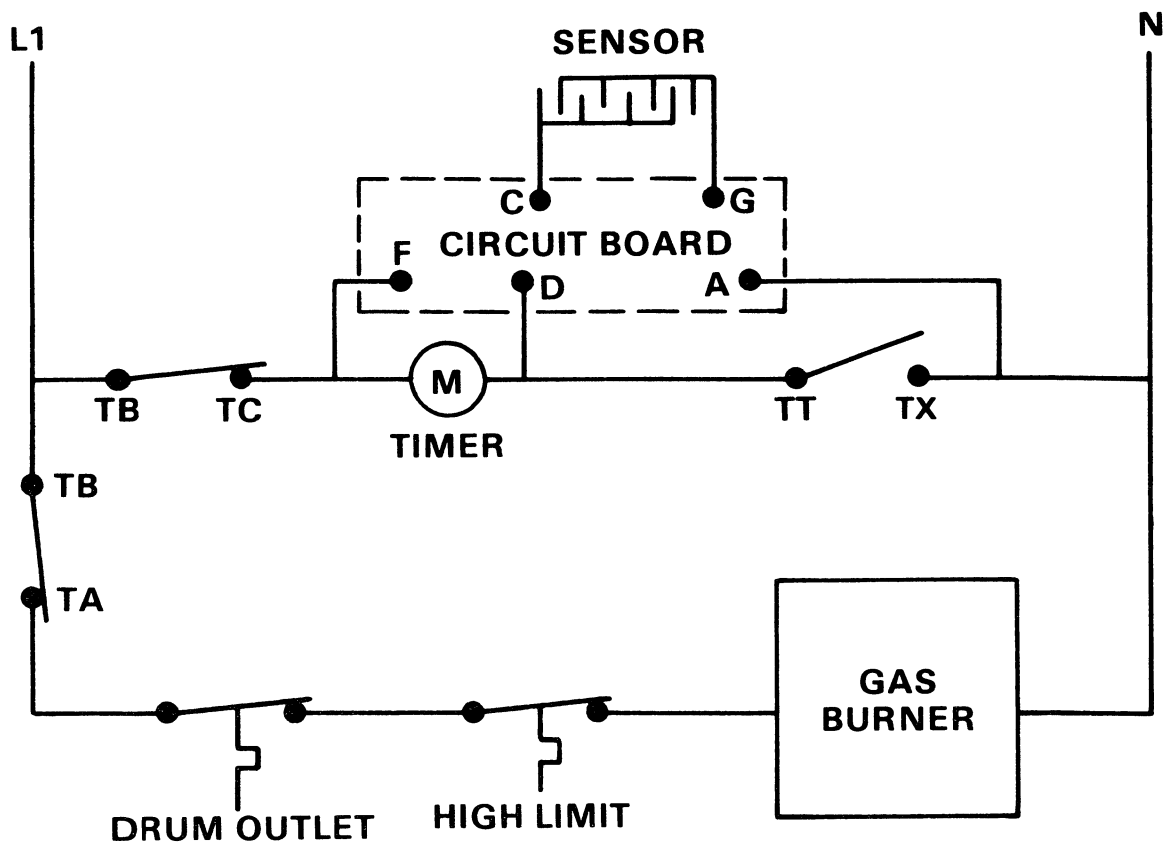 L1
N
SENSOR
C
G
CIRCUIT BOARD
F
D
A
M
TB
TC
TT
TX
TIMER
TB
TA
GAS
BURNER
DRUM OUTLET
HIGH LIMIT